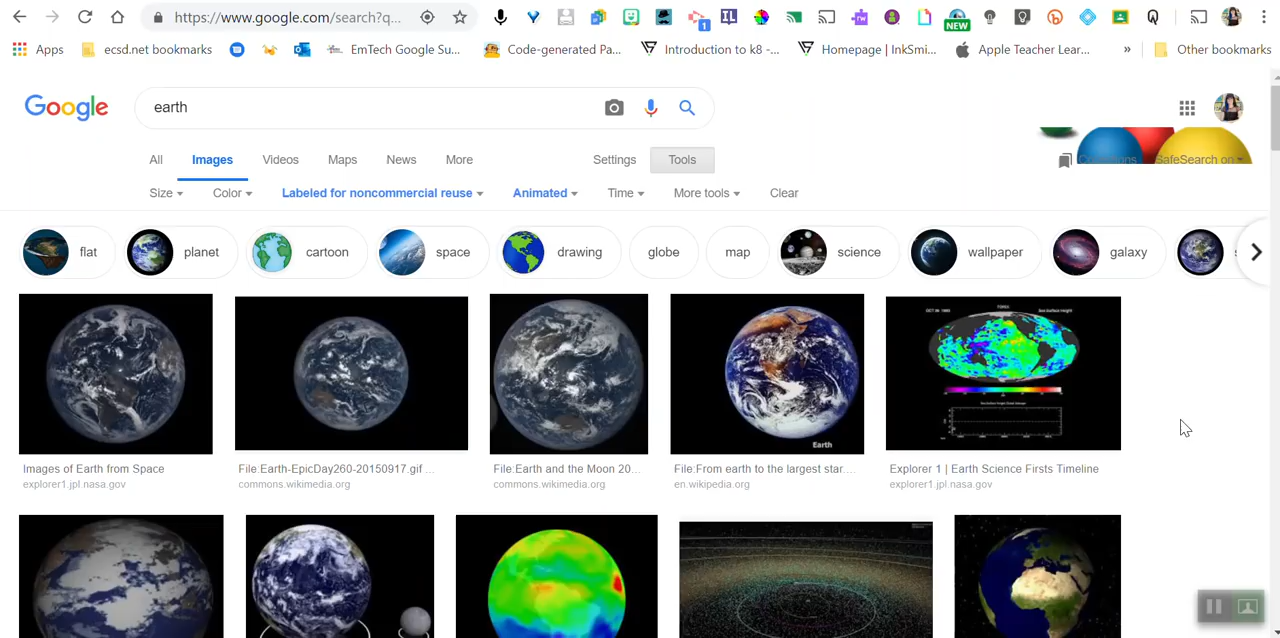 https://www.google.com/search?q...
1
NEW
Apps
ecsd.net bookmarks
EmTech Google Su...
Code-generated Pa...
Introduction to k8 -...
Homepage | InkSmi...
Apple Teacher Lear...
»
Other bookmarks
Google
earth
All
Images
Videos
Maps
News
More
Settings
Tools
Collections
SafeSearch on
Size
Color
Labeled for noncommercial reuse
Animated
Time
More tools
Clear
flat
planet
cartoon
space
drawing
globe
map
science
wallpaper
galaxy
Earth
Images of Earth from Space
explorer1.jpl.nasa.gov
File:Earth-EpicDay260-20150917.gif ...
commons.wikimedia.org
File:Earth and the Moon 20...
commons.wikimedia.org
File:From earth to the largest star....
en.wikipedia.org
Explorer 1 | Earth Science Firsts Timeline
explorer1.jpl.nasa.gov